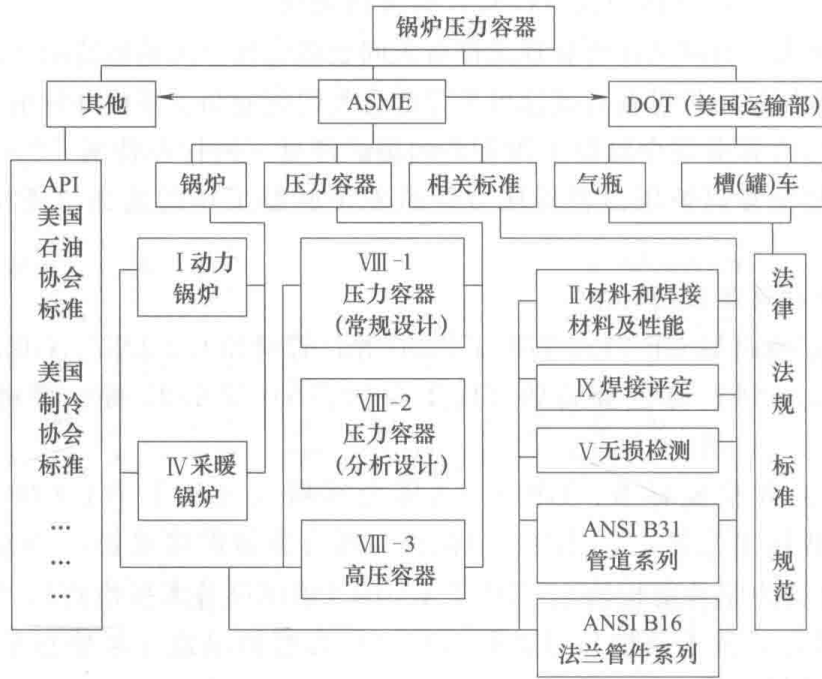 锅炉压力容器
其他
ASME
DOT (美国运输部)
锅炉
压力容器
相关标准
气瓶
槽(罐)车
API
美国
石油
协会
标准
美国
制冷
协会
标准
…
…
…
Ⅰ动力
锅炉
Ⅳ采暖
锅炉
Ⅷ-1
压力容器
(常规设计)
Ⅷ-2
压力容器
(分析设计)
Ⅷ-3
高压容器
Ⅱ材料和焊接
材料及性能
Ⅸ焊接评定
Ⅴ无损检测
ANSI B31
管道系列
ANSI B16
法兰管件系列
法
律
法
规
标
准
规
范